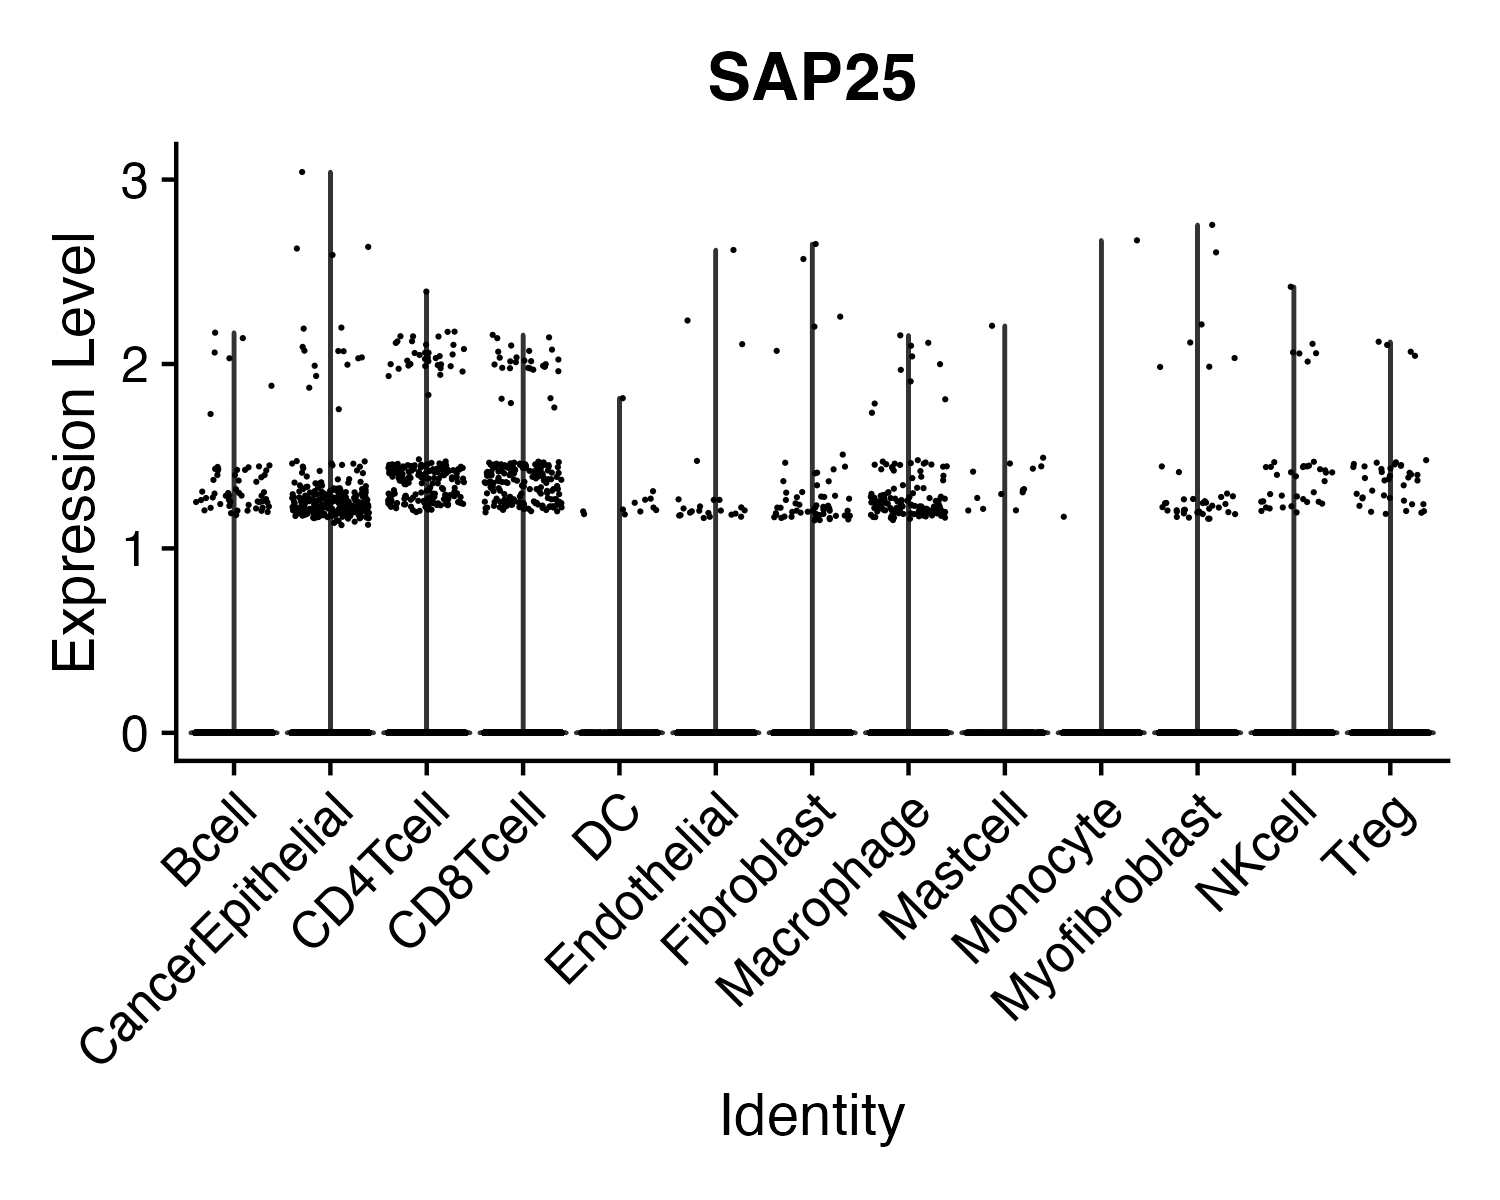 SAP25
Expression Level
3
2
1
0
Bcell
CancerEpithelial
CD4Tcell
CD8Tcell
DC
Endothelial
Fibroblast
Macrophage
Mastcell
Monocyte
Myofibroblast
NKcell
Treg
Identity